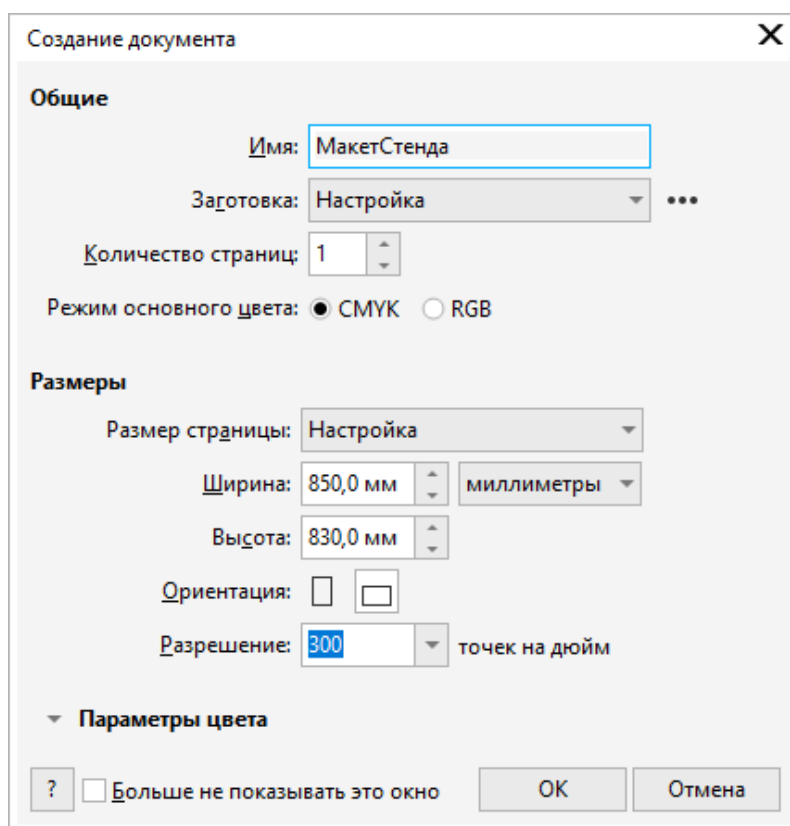 Создание документа
Общие
Имя: МакетСтенда
Заготовка: Настройка
Количество страниц: 1
Режим основного цвета: CMYK RGB
Размеры
Размер страницы: Настройка
Ширина: 850,0 мм миллиметры
Высота: 830,0 мм
Ориентация:
Разрешение: 300 точек на дюйм
Параметры цвета
? Больше не показывать это окно ОК Отмена